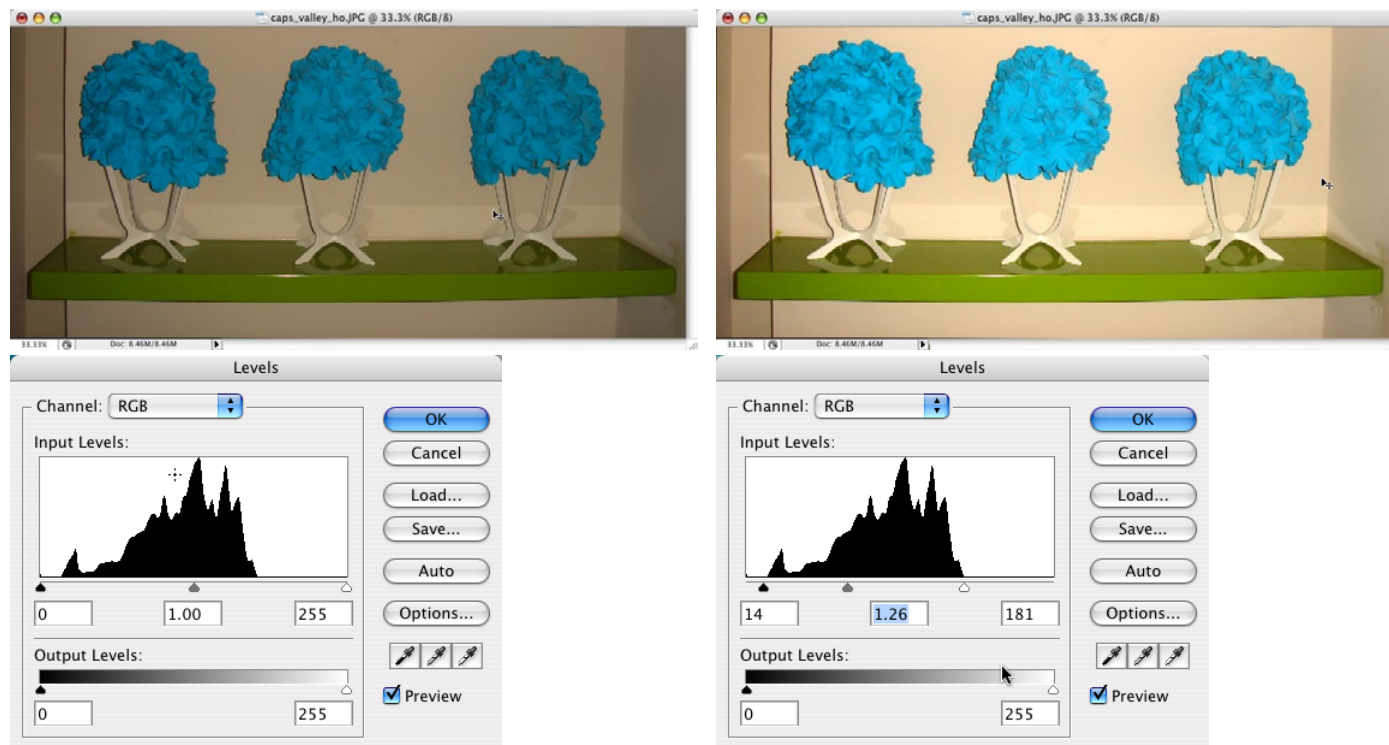 caps_valley_ho.JPG @ 33.3% (RGB/8)
33.33% Doc: 8.46M/8.46M
Levels
Channel: RGB
OK
Input Levels:
Cancel
Load...
Save...
Auto
0 1.00 255
Options...
Output Levels:
Preview
0 255
caps_valley_ho.JPG @ 33.3% (RGB/8)
33.33% Doc: 8.46M/8.46M
Levels
Channel: RGB
OK
Input Levels:
Cancel
Load...
Save...
Auto
14 1.26 181
Options...
Output Levels:
Preview
0 255